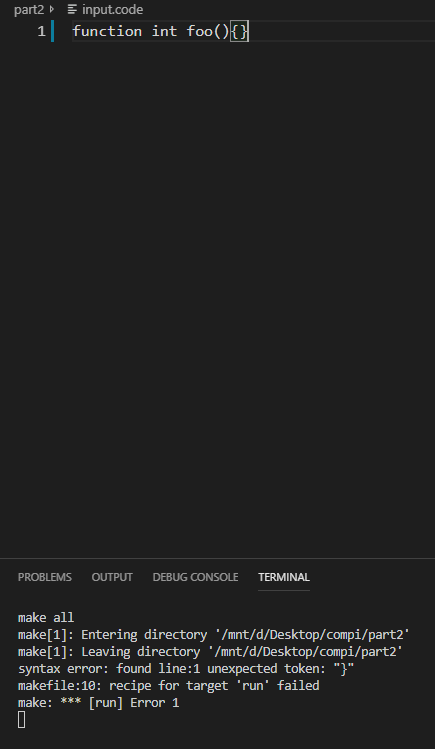 part2 input.code
1 function int foo(){}
PROBLEMS OUTPUT DEBUG CONSOLE TERMINAL
make all
make[1]: Entering directory '/mnt/d/Desktop/compi/part2'
make[1]: Leaving directory '/mnt/d/Desktop/compi/part2'
syntax error: found line:1 unexpected token: "}"
makefile:10: recipe for target 'run' failed
make: *** [run] Error 1